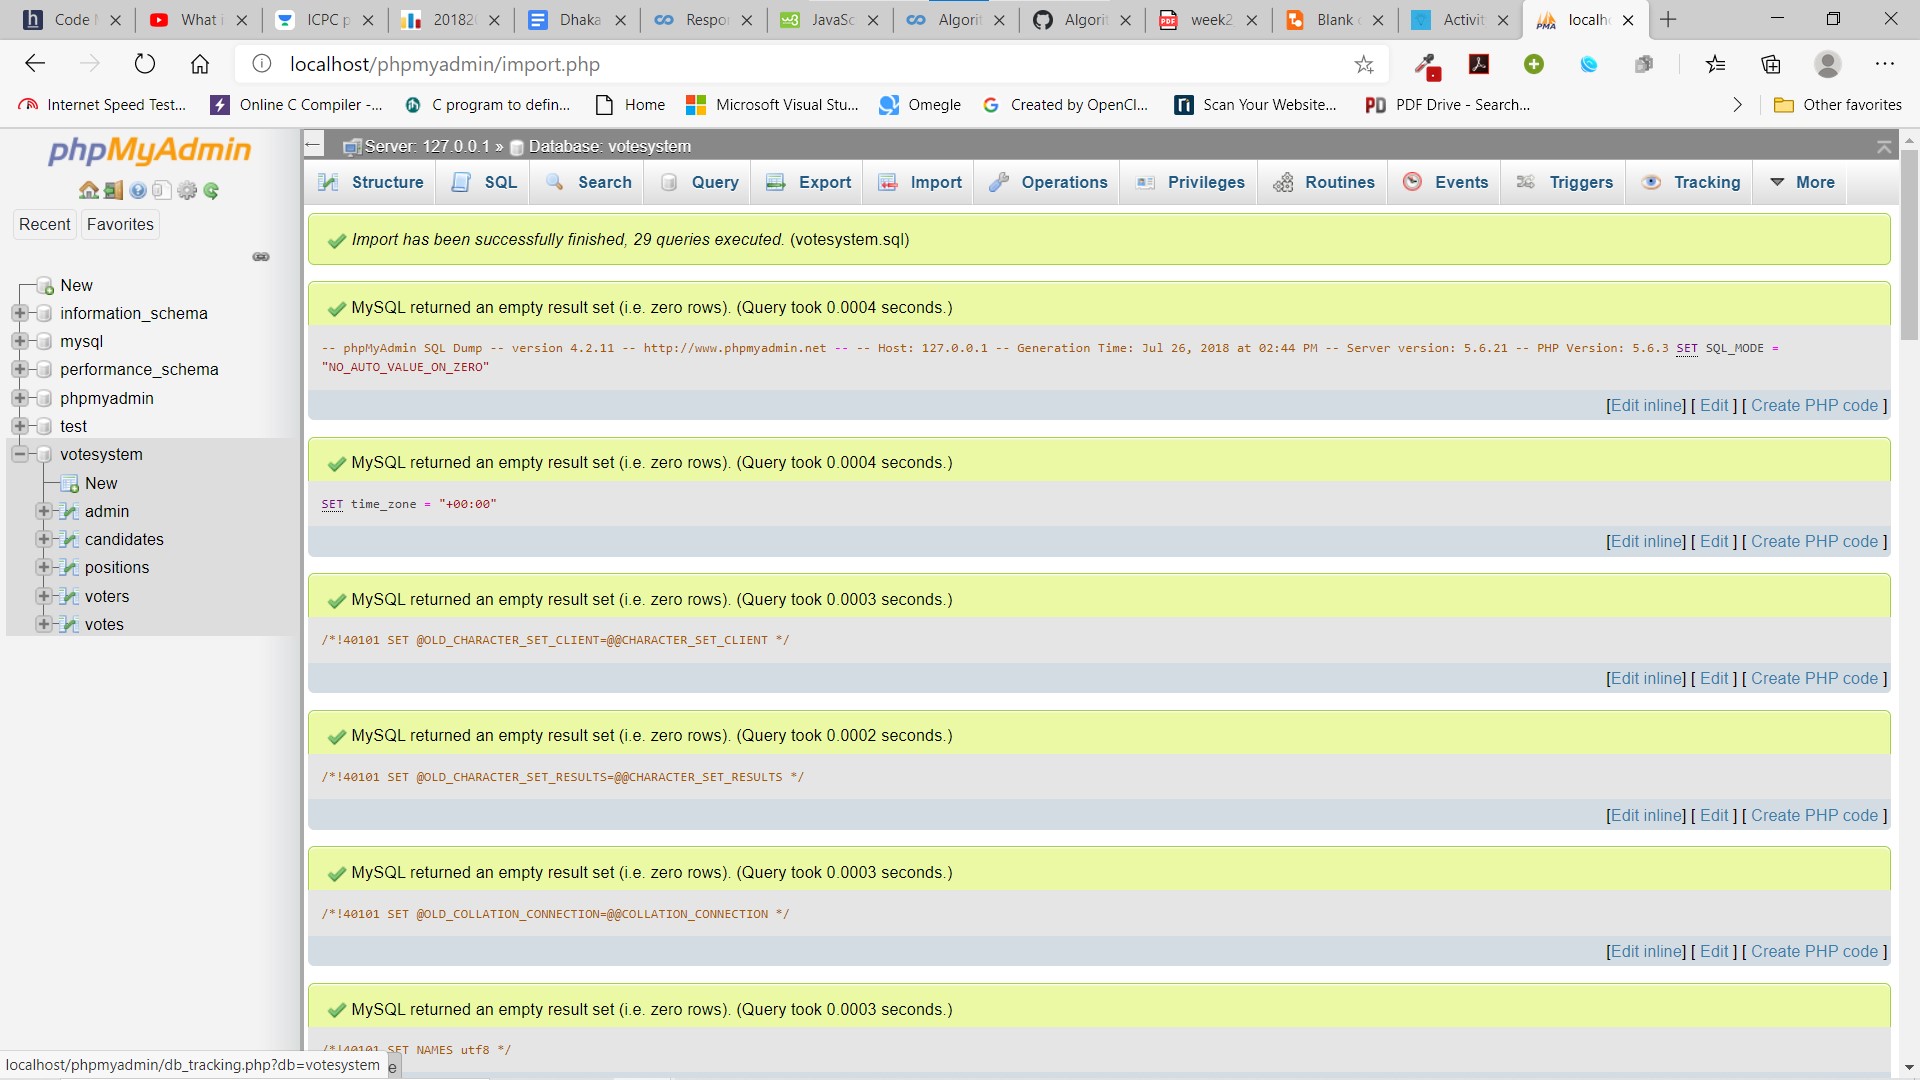 Code M
What i
ICPC p
20182
Dhaka
Respor
JavaSc
Algorit
Algorit
week2
Blank
Activit
localh
localhost/phpmyadmin/import.php
Internet Speed Test...
Online C Compiler -...
C program to defin...
Home
Microsoft Visual Stu...
Omegle
Created by OpenCl...
Scan Your Website...
PDF Drive - Search...
Other favorites
phpMyAdmin
Recent
Favorites
New
information_schema
mysql
performance_schema
phpmyadmin
test
votesystem
New
admin
candidates
positions
voters
votes
Server: 127.0.0.1 » Database: votesystem
Structure
SQL
Search
Query
Export
Import
Operations
Privileges
Routines
Events
Triggers
Tracking
More
Import has been successfully finished, 29 queries executed. (votesystem.sql)
MySQL returned an empty result set (i.e. zero rows). (Query took 0.0004 seconds.)
-- phpMyAdmin SQL Dump -- version 4.2.11 -- http://www.phpmyadmin.net -- -- Host: 127.0.0.1 -- Generation Time: Jul 26, 2018 at 02:44 PM -- Server version: 5.6.21 -- PHP Version: 5.6.3 SET SQL_MODE =
"NO_AUTO_VALUE_ON_ZERO"
[Edit inline] [ Edit ] [ Create PHP code ]
MySQL returned an empty result set (i.e. zero rows). (Query took 0.0004 seconds.)
SET time_zone = "+00:00"
[Edit inline] [ Edit ] [ Create PHP code ]
MySQL returned an empty result set (i.e. zero rows). (Query took 0.0003 seconds.)
/*!40101 SET @OLD_CHARACTER_SET_CLIENT=@@CHARACTER_SET_CLIENT */
[Edit inline] [ Edit ] [ Create PHP code ]
MySQL returned an empty result set (i.e. zero rows). (Query took 0.0002 seconds.)
/*!40101 SET @OLD_CHARACTER_SET_RESULTS=@@CHARACTER_SET_RESULTS */
[Edit inline] [ Edit ] [ Create PHP code ]
MySQL returned an empty result set (i.e. zero rows). (Query took 0.0003 seconds.)
/*!40101 SET @OLD_COLLATION_CONNECTION=@@COLLATION_CONNECTION */
[Edit inline] [ Edit ] [ Create PHP code ]
MySQL returned an empty result set (i.e. zero rows). (Query took 0.0003 seconds.)
/*!40101 SET NAMES utf8 */
localhost/phpmyadmin/db_tracking.php?db=votesystem